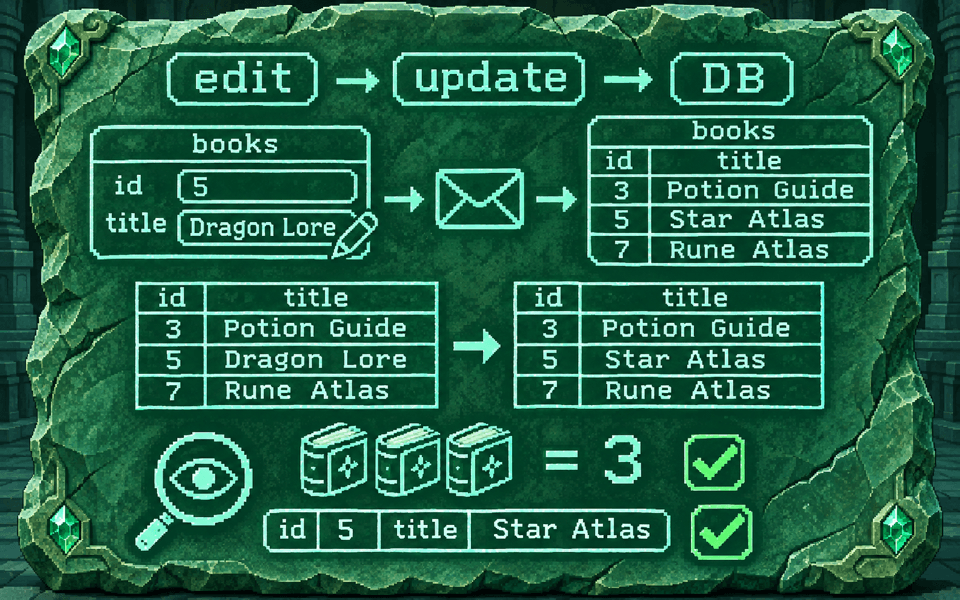 edit → update → DB
books
id 5
title Dragon Lore
books
id title
3 Potion Guide
5 Star Atlas
7 Rune Atlas
id title
3 Potion Guide
5 Dragon Lore
7 Rune Atlas
id title
3 Potion Guide
5 Star Atlas
7 Rune Atlas
= 3
id 5 title Star Atlas